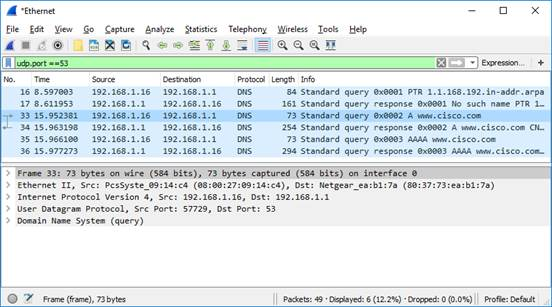 *Ethernet
File Edit View Go Capture Analyze Statistics Telephony Wireless Tools Help
udp.port ==53
Expression... +
No. Time Source Destination Protocol Length Info
16 8.597003 192.168.1.16 192.168.1.1 DNS 84 Standard query 0x0001 PTR 1.1.168.192.in-addr.arpa
17 8.611953 192.168.1.1 192.168.1.16 DNS 161 Standard query response 0x0001 No such name PTR 1…
33 15.952381 192.168.1.16 192.168.1.1 DNS 73 Standard query 0x0002 A www.cisco.com
34 15.963198 192.168.1.1 192.168.1.16 DNS 254 Standard query response 0x0002 A www.cisco.com CN…
35 15.966100 192.168.1.16 192.168.1.1 DNS 73 Standard query 0x0003 AAAA www.cisco.com
36 15.977273 192.168.1.1 192.168.1.16 DNS 294 Standard query response 0x0003 AAAA www.cisco.com…
> Frame 33: 73 bytes on wire (584 bits), 73 bytes captured (584 bits) on interface 0
> Ethernet II, Src: PcsSyste_09:14:c4 (08:00:27:09:14:c4), Dst: Netgear_ea:b1:7a (80:37:73:ea:b1:7a)
> Internet Protocol Version 4, Src: 192.168.1.16, Dst: 192.168.1.1
> User Datagram Protocol, Src Port: 57729, Dst Port: 53
> Domain Name System (query)
Frame (frame), 73 bytes
Packets: 49 · Displayed: 6 (12.2%) · Dropped: 0 (0.0%)
Profile: Default